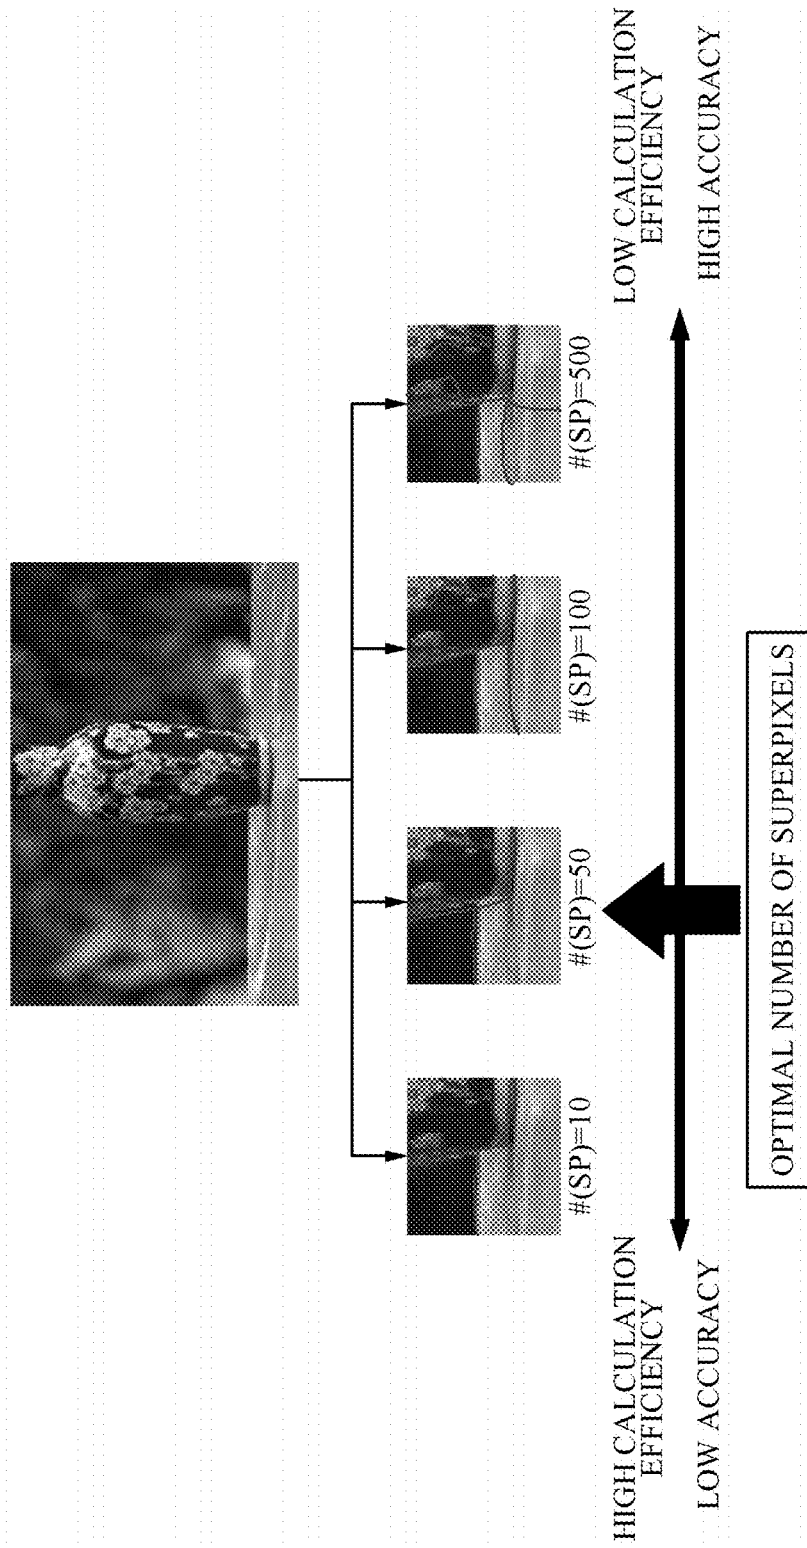 #(SP)=10
#(SP)=50
#(SP)=100
#(SP)=500
HIGH CALCULATION
EFFICIENCY
LOW ACCURACY
LOW CALCULATION
EFFICIENCY
HIGH ACCURACY
OPTIMAL NUMBER OF SUPERPIXELS